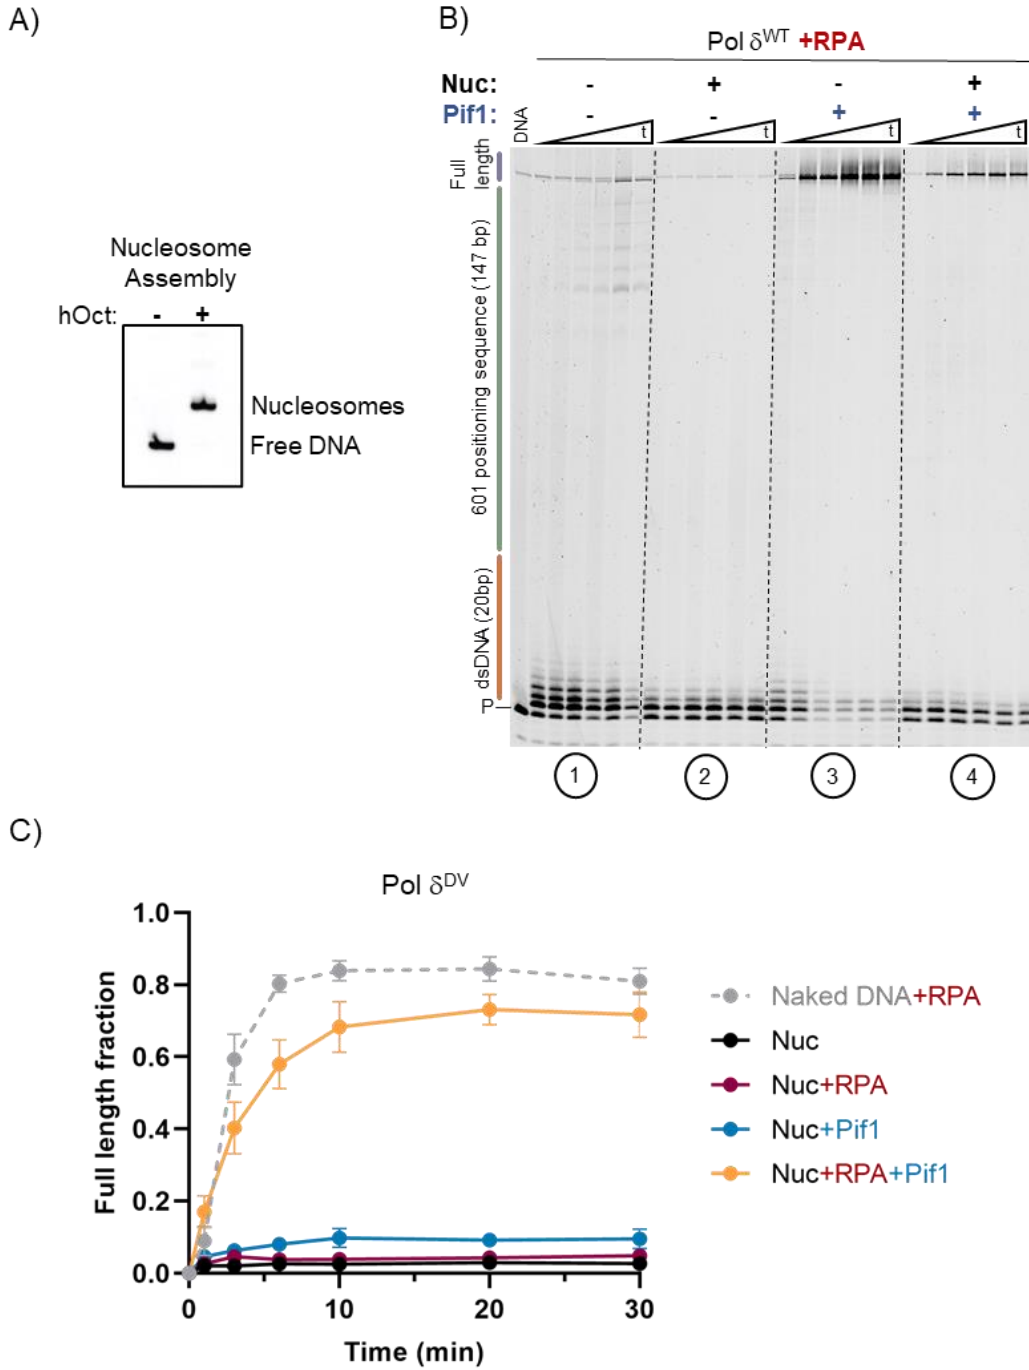 A)
Nucleosome
Assembly
hOct: - +
Nucleosomes
Free DNA
B)
Pol δWT +RPA
Nuc: - + - +
Pif1: - - + +
DNA t t t t
Full length
601 positioning sequence (147 bp)
dsDNA (20bp)
P
1 2 3 4
C)
Pol δDV
Full length fraction
1.0
0.8
0.6
0.4
0.2
0.0
0 10 20 30
Time (min)
Naked DNA+RPA
Nuc
Nuc+RPA
Nuc+Pif1
Nuc+RPA+Pif1